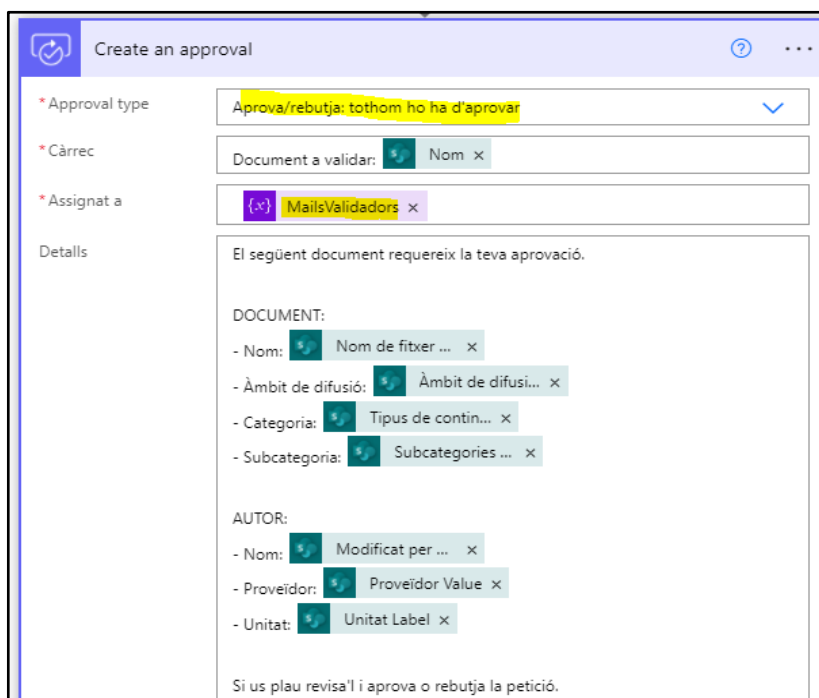 Create an approval
* Approval type
Aprova/rebutja: tothom ho ha d'aprovar
* Càrrec
Document a validar: Nom ×
* Assignat a
{x} MailsValidadors ×
Detalls
El següent document requereix la teva aprovació.
DOCUMENT:
- Nom: Nom de fitxer ... ×
- Àmbit de difusió: Àmbit de difusi... ×
- Categoria: Tipus de contin... ×
- Subcategoria: Subcategories ... ×
AUTOR:
- Nom: Modificat per ... ×
- Proveïdor: Proveïdor Value ×
- Unitat: Unitat Label ×
Si us plau revisa'l i aprova o rebutja la petició.